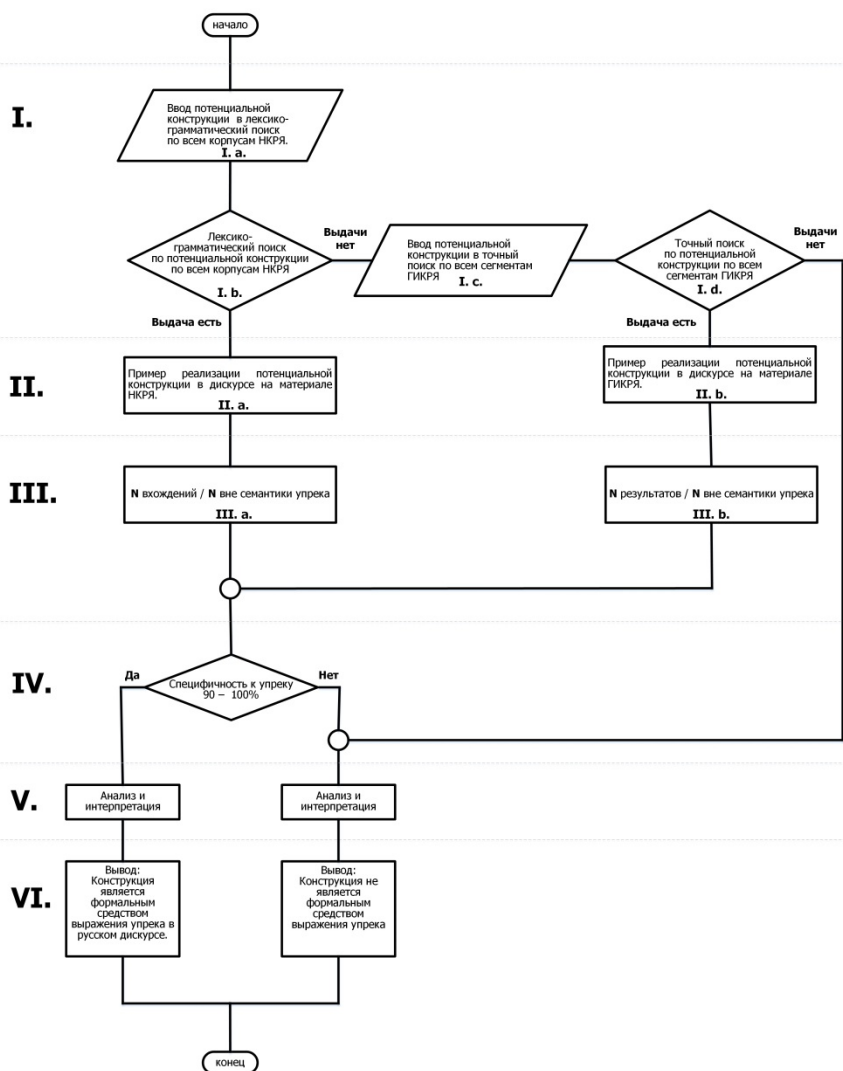 начало
I.
Ввод потенциальной
конструкции в лексико-
грамматический поиск
по всем корпусам НКРЯ.
I. a.
Лексико-
грамматический поиск
по потенциальной конструкции
по всем корпусам НКРЯ
I. b.
Выдачи
нет
Ввод потенциальной
конструкции в точный
поиск по всем сегментам
ГИКРЯ
I. c.
Точный поиск
по потенциальной
конструкции по всем
сегментам ГИКРЯ
I. d.
Выдачи
нет
Выдача есть
Выдача есть
II.
Пример реализации потенциальной
конструкции в дискурсе на материале
НКРЯ.
II. a.
Пример реализации потенциальной
конструкции в дискурсе на материале
ГИКРЯ.
II. b.
III.
N вхождений / N вне семантики упрека
III. a.
N результатов / N вне семантики упрека
III. b.
IV.
Да
Специфичность к упреку
90 – 100%
Нет
V.
Анализ и
интерпретация
Анализ и
интерпретация
VI.
Вывод:
Конструкция
является
формальным
средством
выражения упрека в
русском дискурсе.
Вывод:
Конструкция не
является
формальным
средством
выражения упрека
конец